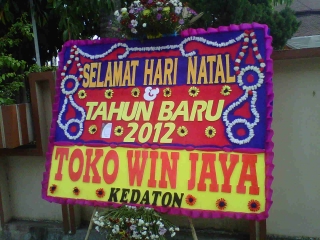 SELAMAT HARI NATAL
&
TAHUN BARU
2012
TOKO WIN JAYA
KEDATON